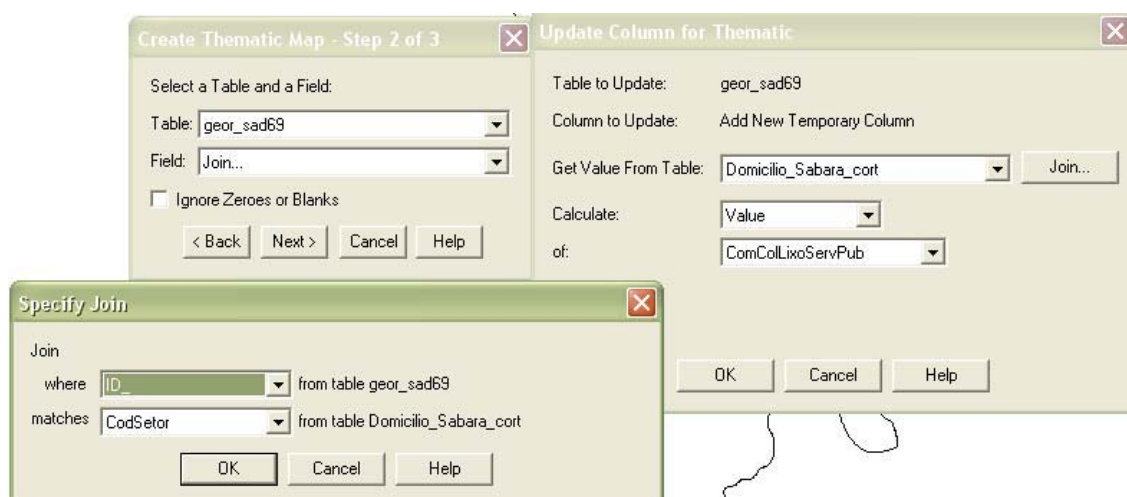 Create Thematic Map - Step 2 of 3
Select a Table and a Field:
Table: geor_sad69
Field: Join...
Ignore Zeroes or Blanks
< Back Next > Cancel Help
Update Column for Thematic
Table to Update: geor_sad69
Column to Update: Add New Temporary Column
Get Value From Table: Domicilio_Sabara_cort Join...
Calculate: Value
of: ComColLixoServPub
OK Cancel Help
Specify Join
Join
where ID_ from table geor_sad69
matches CodSetor from table Domicilio_Sabara_cort
OK Cancel Help